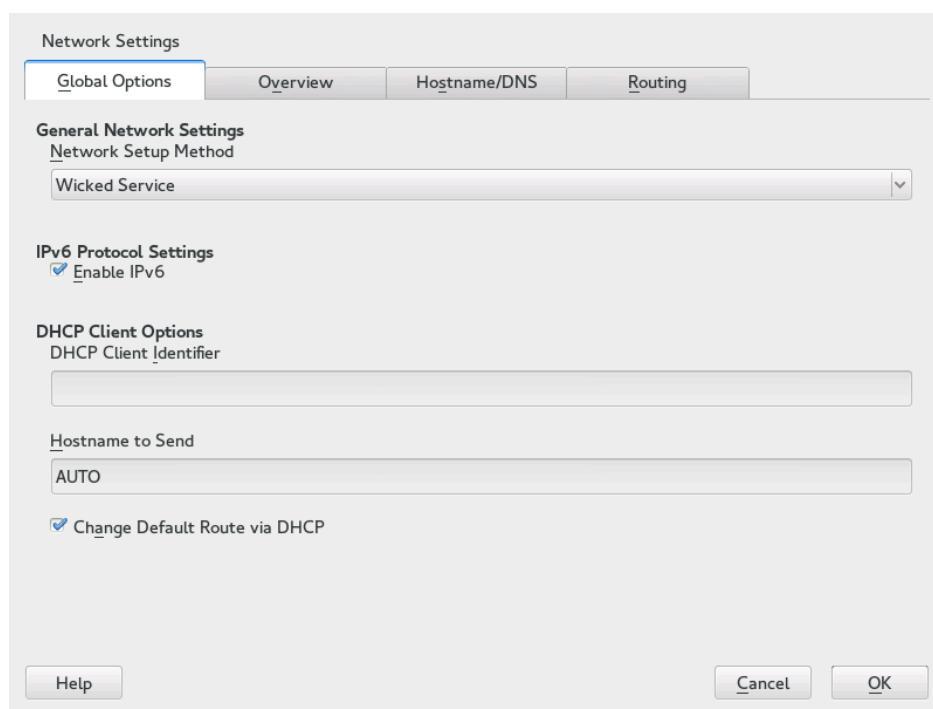 Network Settings
Global Options Overview Hostname/DNS Routing
General Network Settings
Network Setup Method
Wicked Service
IPv6 Protocol Settings
Enable IPv6
DHCP Client Options
DHCP Client Identifier
Hostname to Send
AUTO
Change Default Route via DHCP
Help Cancel OK